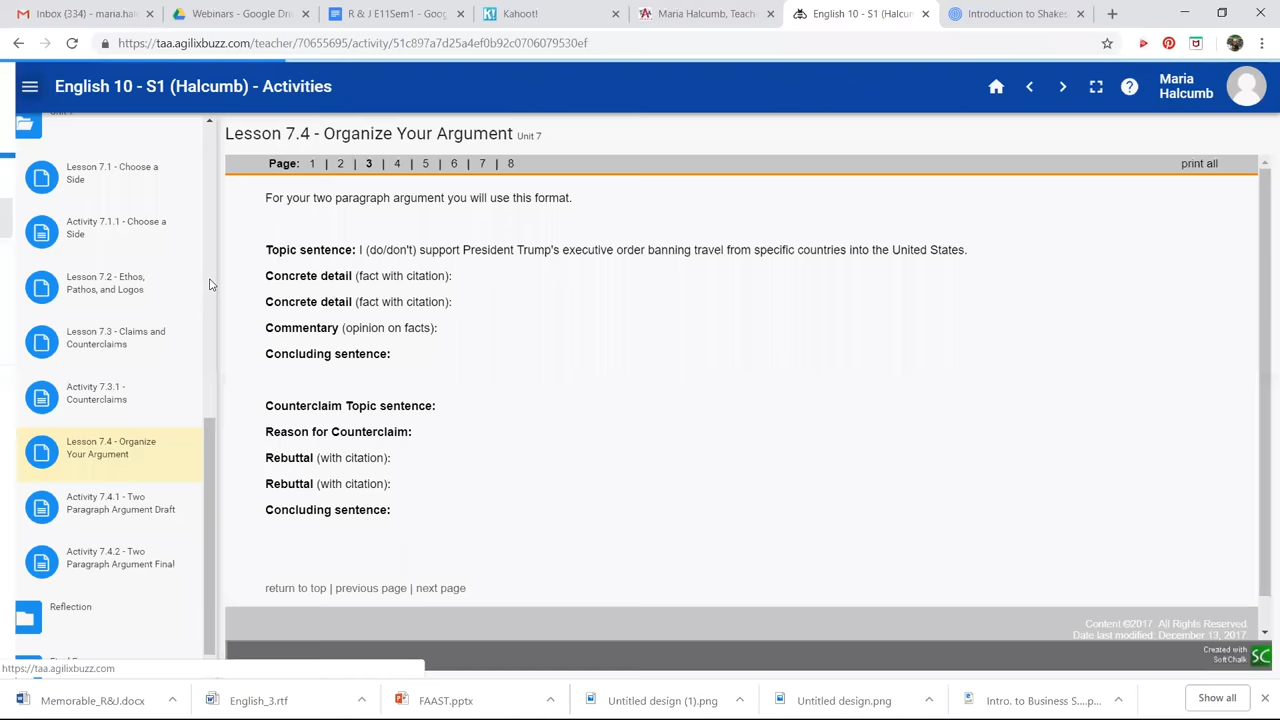 Inbox (334) - maria.hal
Webinars - Google Dri
R & J E11Sem1 - Goog
Kahoot!
Maria Halcumb, Teache
English 10 - S1 (Halcum
Introduction to Shakes
https://taa.agilixbuzz.com/teacher/70655695/activity/51c897a7d25a4ef0b92c0706079530ef
English 10 - S1 (Halcumb) - Activities
Maria
Halcumb
Lesson 7.1 - Choose a
Side
Activity 7.1.1 - Choose a
Side
Lesson 7.2 - Ethos,
Pathos, and Logos
Lesson 7.3 - Claims and
Counterclaims
Activity 7.3.1 -
Counterclaims
Lesson 7.4 - Organize
Your Argument
Activity 7.4.1 - Two
Paragraph Argument Draft
Activity 7.4.2 - Two
Paragraph Argument Final
Reflection
https://taa.agilixbuzz.com
Lesson 7.4 - Organize Your Argument Unit 7
Page: 1 | 2 | 3 | 4 | 5 | 6 | 7 | 8
print all
For your two paragraph argument you will use this format.
Topic sentence: I (do/don't) support President Trump's executive order banning travel from specific countries into the United States.
Concrete detail (fact with citation):
Concrete detail (fact with citation):
Commentary (opinion on facts):
Concluding sentence:
Counterclaim Topic sentence:
Reason for Counterclaim:
Rebuttal (with citation):
Rebuttal (with citation):
Concluding sentence:
return to top | previous page | next page
Content ©2017. All Rights Reserved.
Date last modified: December 13, 2017
Created with
SoftChalk SC
Memorable_R&J.docx
English_3.rtf
FAAST.pptx
Untitled design (1).png
Untitled design.png
Intro. to Business S....p...
Show all